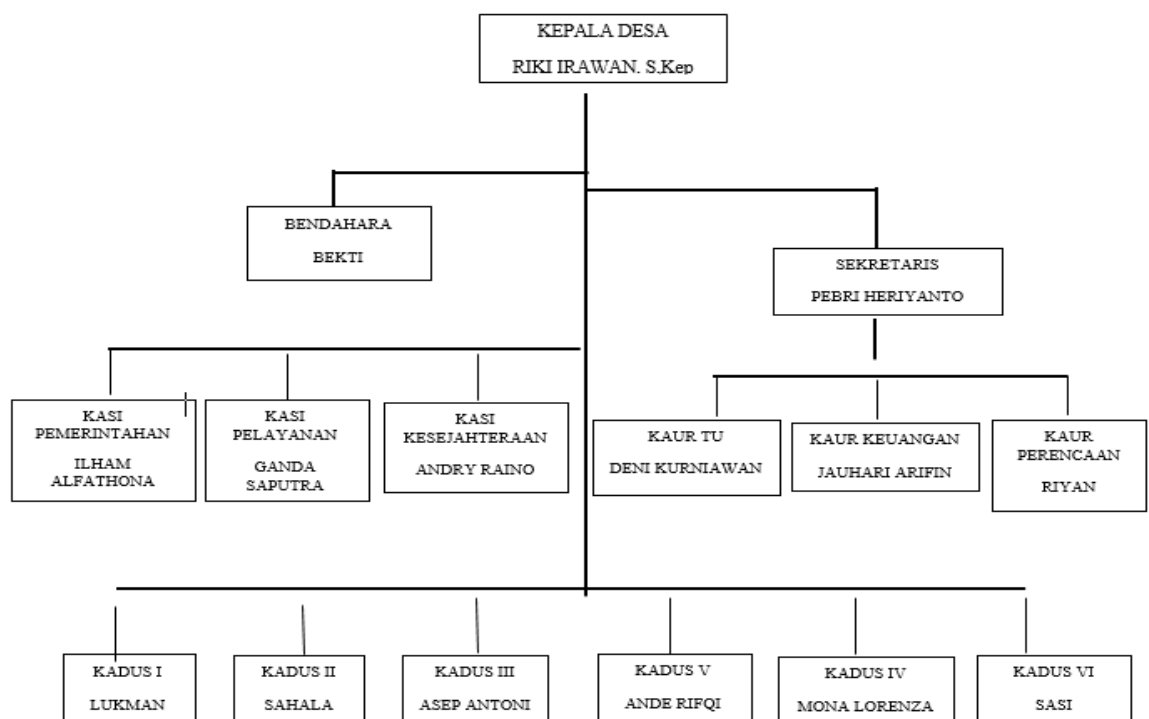 KEPALA DESA
RIKI IRAWAN. S.Kep
BENDAHARA
BEKTI
SEKRETARIS
PEBRI HERIYANTO
KASI
PEMERINTAHAN
ILHAM
ALFATHONA
KASI
PELAYANAN
GANDA
SAPUTRA
KASI
KESEJAHTERAAN
ANDRY RAINO
KAUR TU
DENI KURNIAWAN
KAUR KEUANGAN
JAUHARI ARIFIN
KAUR
PERENCAAN
RIYAN
KADUS I
LUKMAN
KADUS II
SAHALA
KADUS III
ASEP ANTONI
KADUS V
ANDE RIFQI
KADUS IV
MONA LORENZA
KADUS VI
SASI